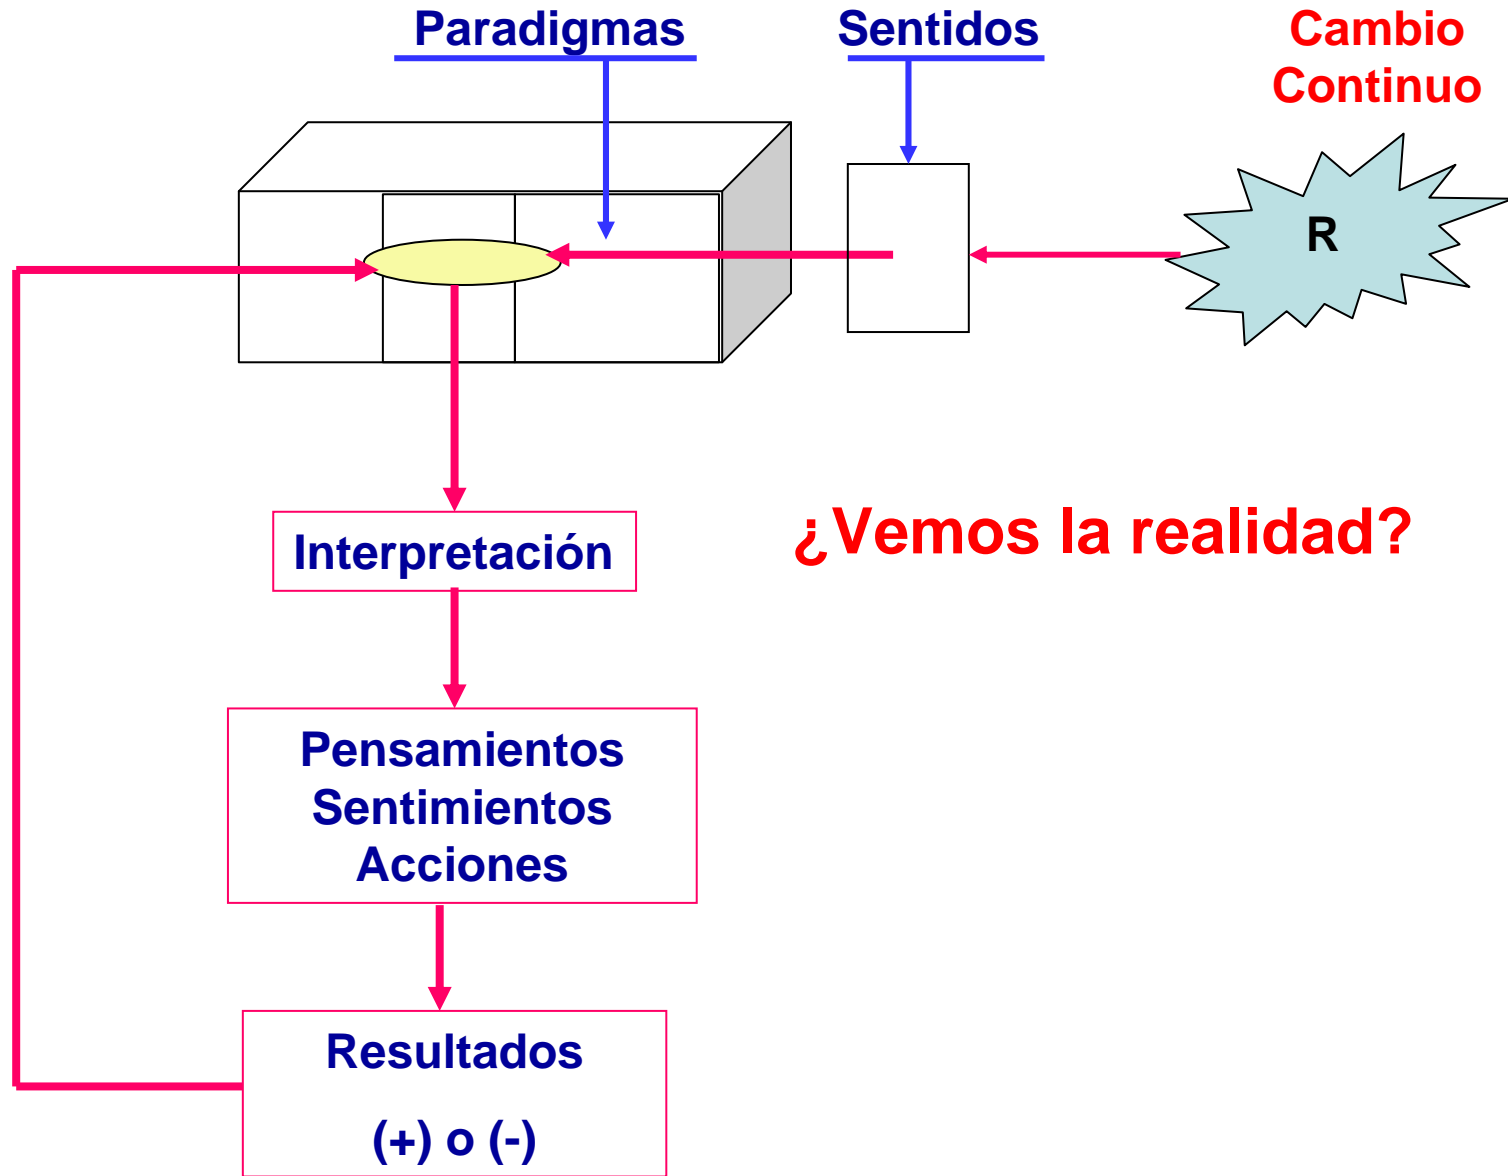 Paradigmas
Sentidos
Cambio
Continuo
R
Interpretación
¿Vemos la realidad?
Pensamientos
Sentimientos
Acciones
Resultados
(+) o (-)